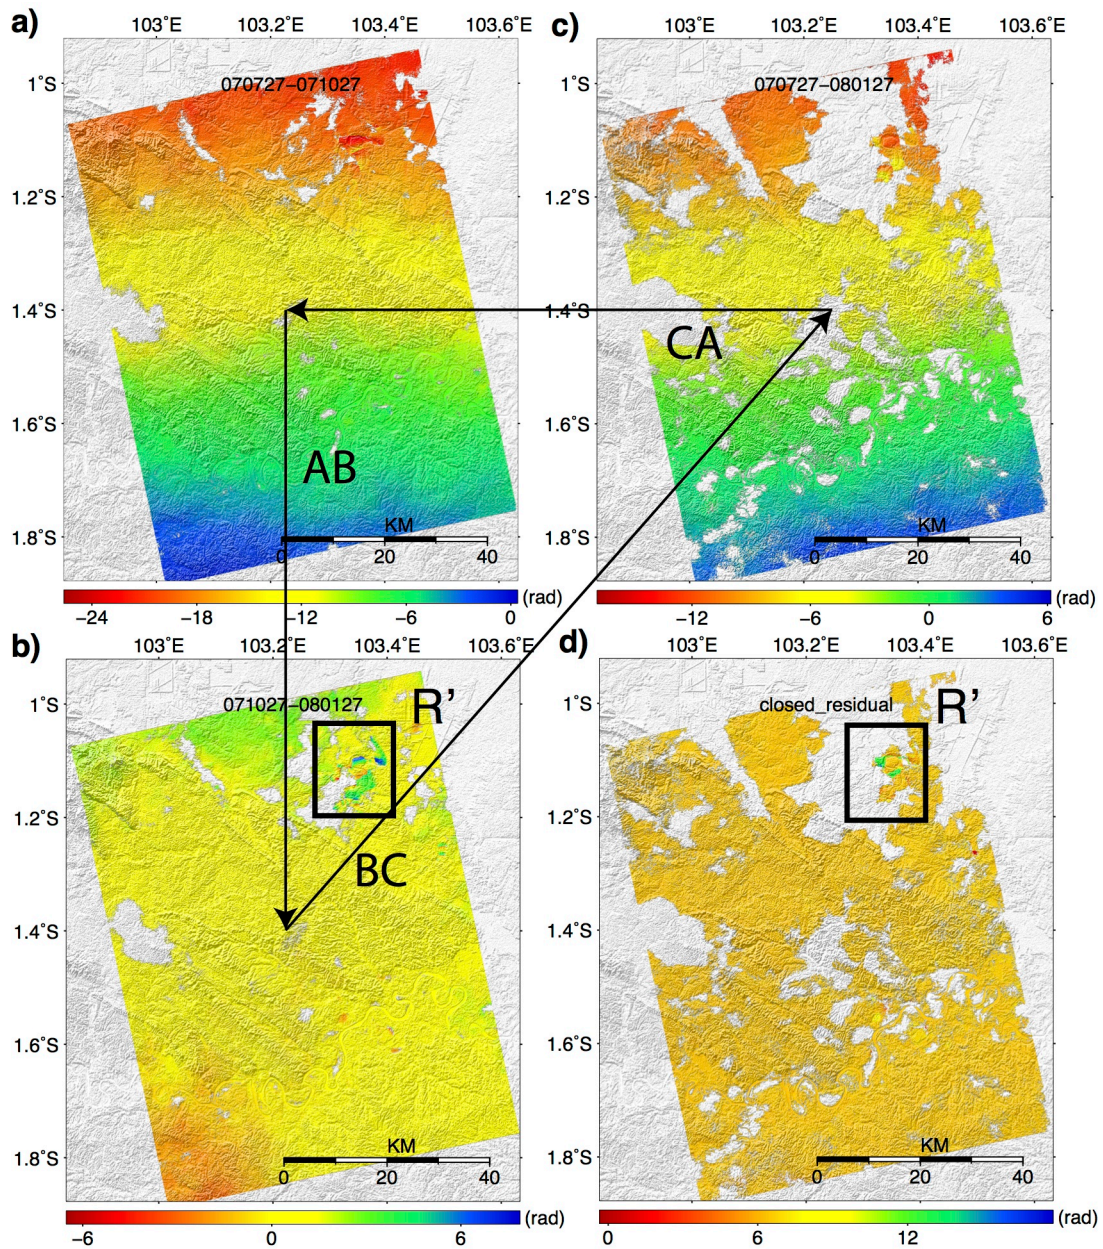 a)
103˚E 103.2˚E 103.4˚E 103.6˚E
070727−071027
1˚S
1.2˚S
1.4˚S
1.6˚S
1.8˚S
AB
KM
0 20 40
−24 −18 −12 −6 0 (rad)
c)
103˚E 103.2˚E 103.4˚E 103.6˚E
070727−080127
1˚S
1.2˚S
1.4˚S
1.6˚S
1.8˚S
CA
KM
0 20 40
−12 −6 0 6 (rad)
b)
103˚E 103.2˚E 103.4˚E 103.6˚E
071027−080127
R’
1˚S
1.2˚S
1.4˚S
1.6˚S
1.8˚S
BC
KM
0 20 40
−6 0 6 (rad)
d)
103˚E 103.2˚E 103.4˚E 103.6˚E
closed_residual
R’
1˚S
1.2˚S
1.4˚S
1.6˚S
1.8˚S
KM
0 20 40
0 6 12 (rad)